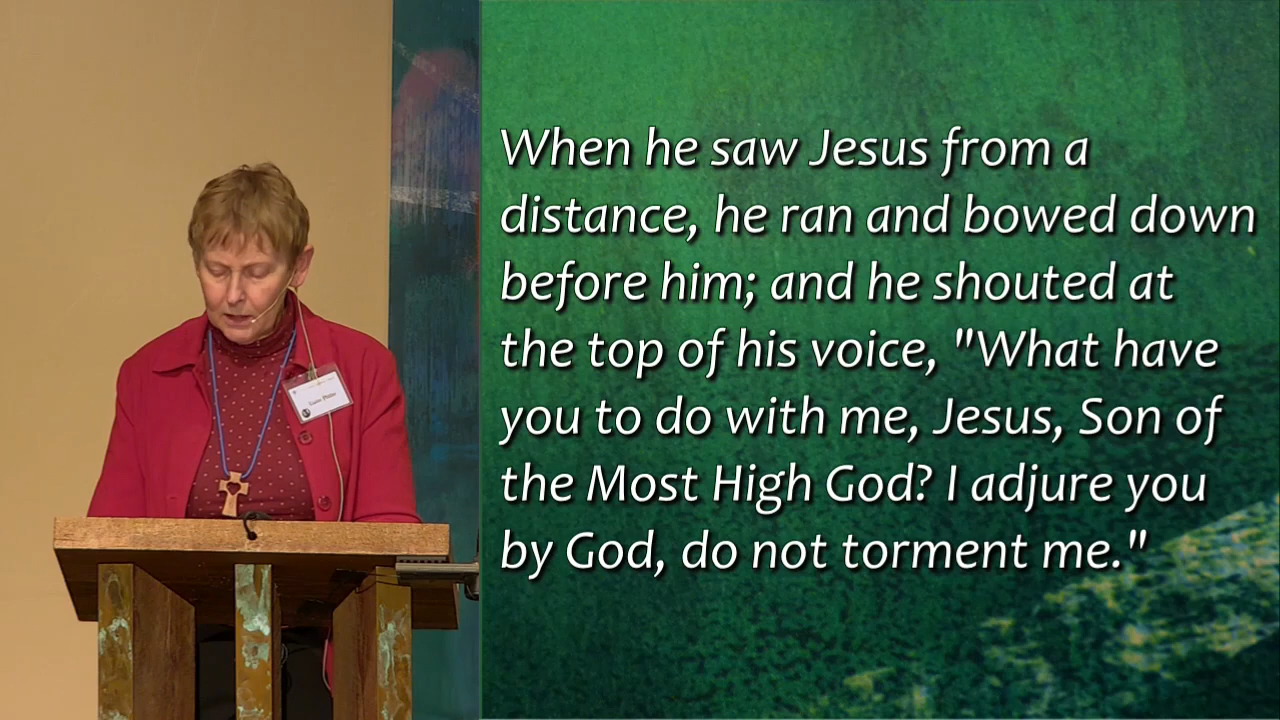 When he saw Jesus from a
distance, he ran and bowed down
before him; and he shouted at
the top of his voice, "What have
you to do with me, Jesus, Son of
the Most High God? I adjure you
by God, do not torment me."